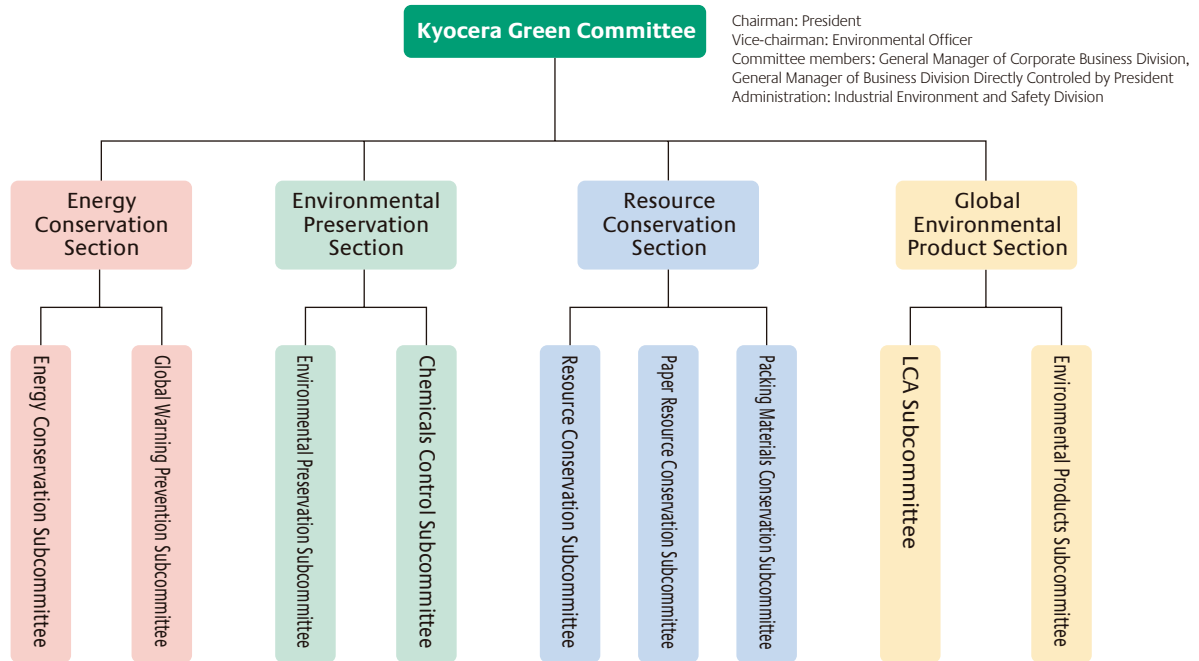 Kyocera Green Committee
Chairman: President
Vice-chairman: Environmental Officer
Committee members: General Manager of Corporate Business Division,
General Manager of Business Division Directly Controled by President
Administration: Industrial Environment and Safety Division
Energy
Conservation
Section
Environmental
Preservation
Section
Resource
Conservation
Section
Global
Environmental
Product Section
Energy Conservation Subcommittee
Global Warning Prevention Subcommittee
Environmental Preservation Subcommittee
Chemicals Control Subcommittee
Resource Conservation Subcommittee
Paper Resource Conservation Subcommittee
Packing Materials Conservation Subcommittee
LCA Subcommittee
Environmental Products Subcommittee